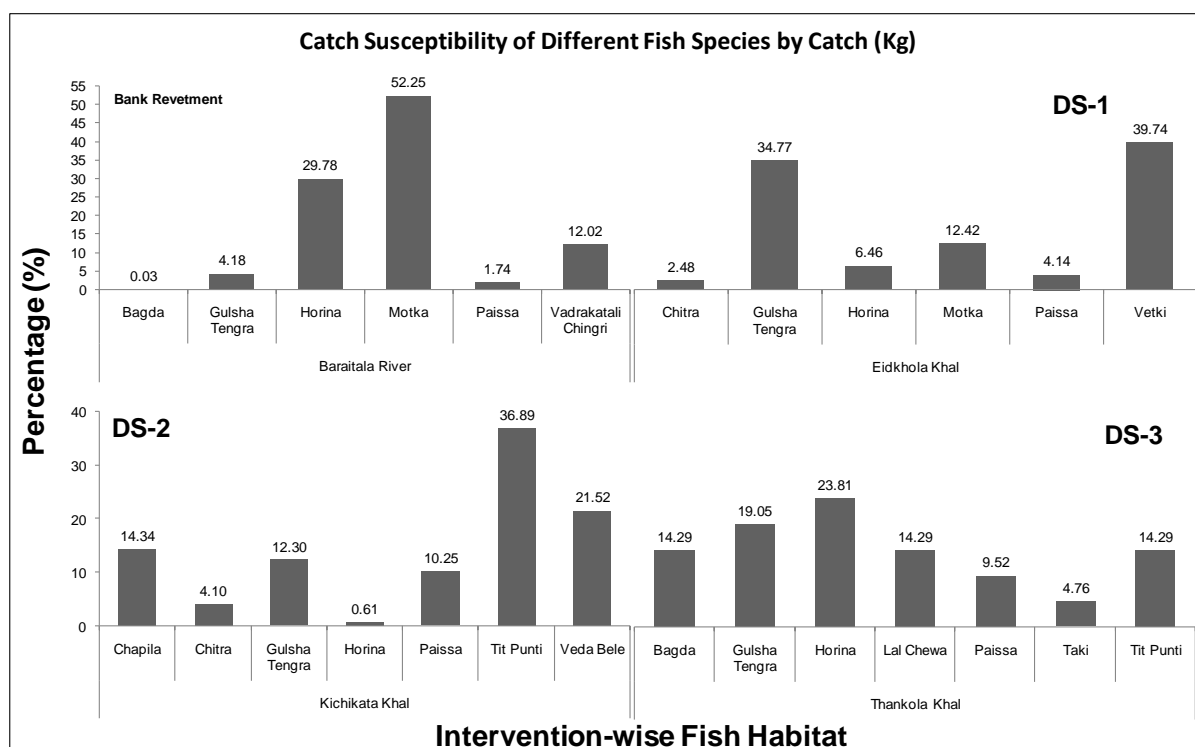 Catch Susceptibility of Different Fish Species by Catch (Kg)
Percentage (%)
Bank Revetment
DS-1
55
50
45
40
35
30
25
20
15
10
5
0
0.03
4.18
29.78
52.25
1.74
12.02
2.48
34.77
6.46
12.42
4.14
39.74
Bagda
Gulsha
Tengra
Horina
Motka
Paissa
Vadrakatali
Chingri
Chitra
Gulsha
Tengra
Horina
Motka
Paissa
Vetki
Baraitala River
Eidkhola Khal
DS-2
DS-3
40
30
20
10
0
14.34
4.10
12.30
0.61
10.25
36.89
21.52
14.29
19.05
23.81
14.29
9.52
4.76
14.29
Chapila
Chitra
Gulsha
Tengra
Horina
Paissa
Tit Punti
Veda Bele
Bagda
Gulsha
Tengra
Horina
Lal Chewa
Paissa
Taki
Tit Punti
Kichikata Khal
Thankola Khal
Intervention-wise Fish Habitat